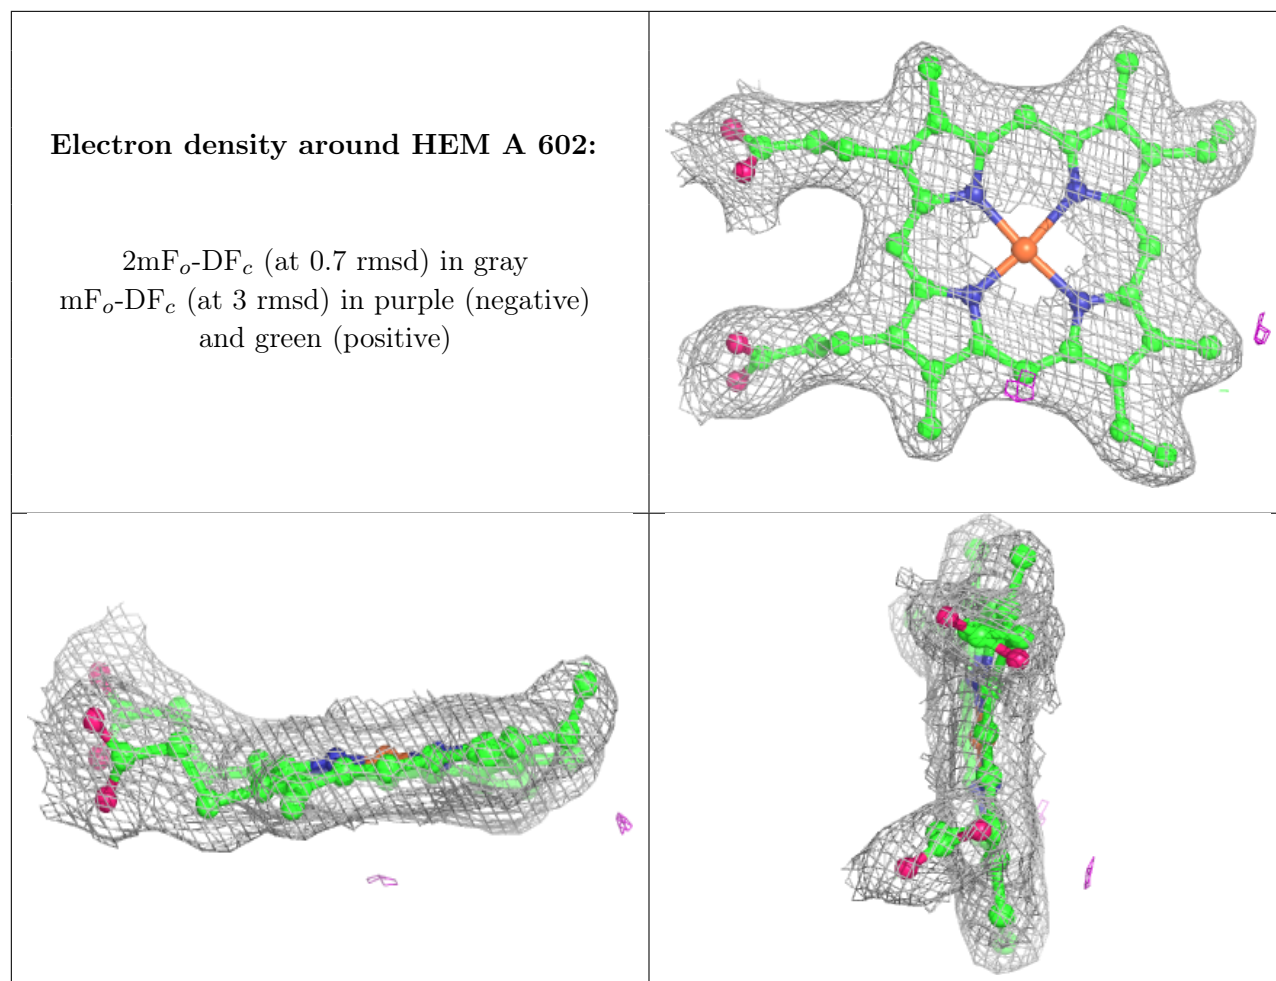 Electron density around HEM A 602:
2mFo-DFc (at 0.7 rmsd) in gray
mFo-DFc (at 3 rmsd) in purple (negative)
and green (positive)